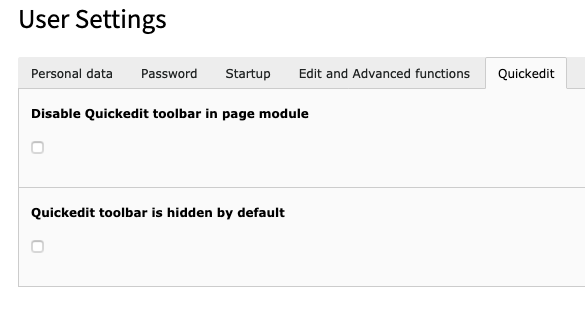 User Settings
Personal data Password Startup Edit and Advanced functions Quickedit
Disable Quickedit toolbar in page module
Quickedit toolbar is hidden by default